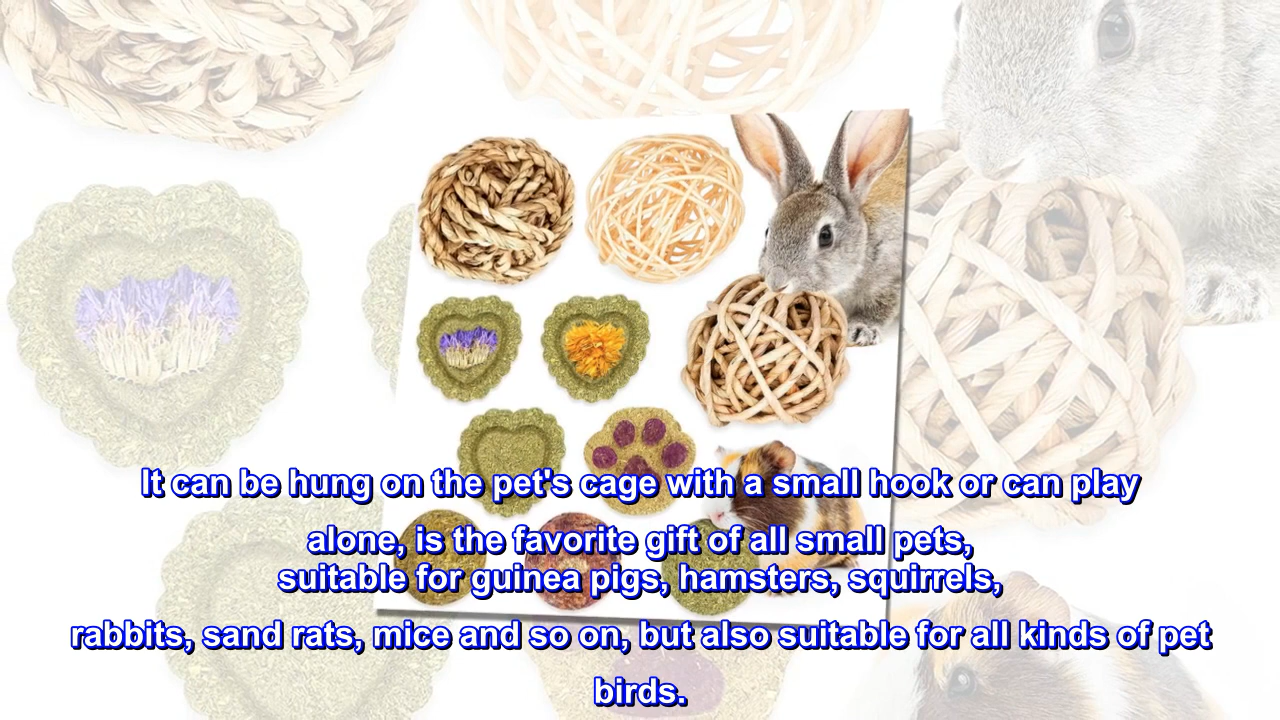 It can be hung on the pet's cage with a small hook or can play
alone, is the favorite gift of all small pets,
suitable for guinea pigs, hamsters, squirrels,
rabbits, sand rats, mice and so on, but also suitable for all kinds of pet
birds.